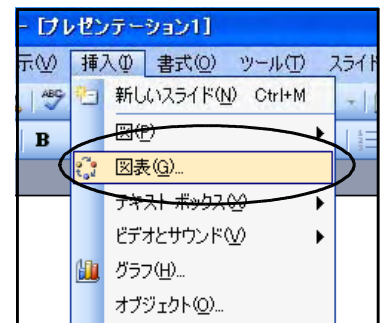 - [プレゼンテーション1]
示(V) 挿入(I) 書式(O) ツール(T) スライド
ABC 新しいスライド(N) Ctrl+M
B 図(P)
図表(G)...
テキスト ボックス(X)
ビデオとサウンド(V)
グラフ(H)...
オブジェクト(O)...